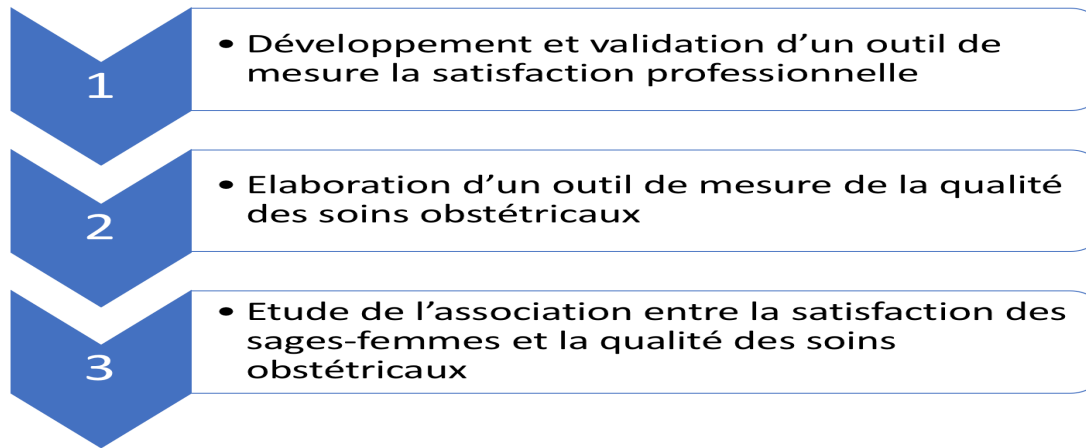 1
• Développement et validation d’un outil de
mesure la satisfaction professionnelle
2
• Elaboration d’un outil de mesure de la qualité
des soins obstétricaux
3
• Etude de l’association entre la satisfaction des
sages-femmes et la qualité des soins
obstétricaux